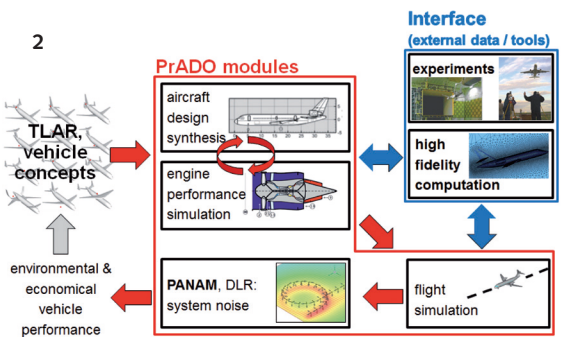 2
Interface
(external data / tools)
PrADO modules
experiments
aircraft
design
synthesis
TLAR,
vehicle
concepts
high
fidelity
computation
engine
performance
simulation
environmental &
economical
vehicle
performance
PANAM, DLR:
system noise
flight
simulation